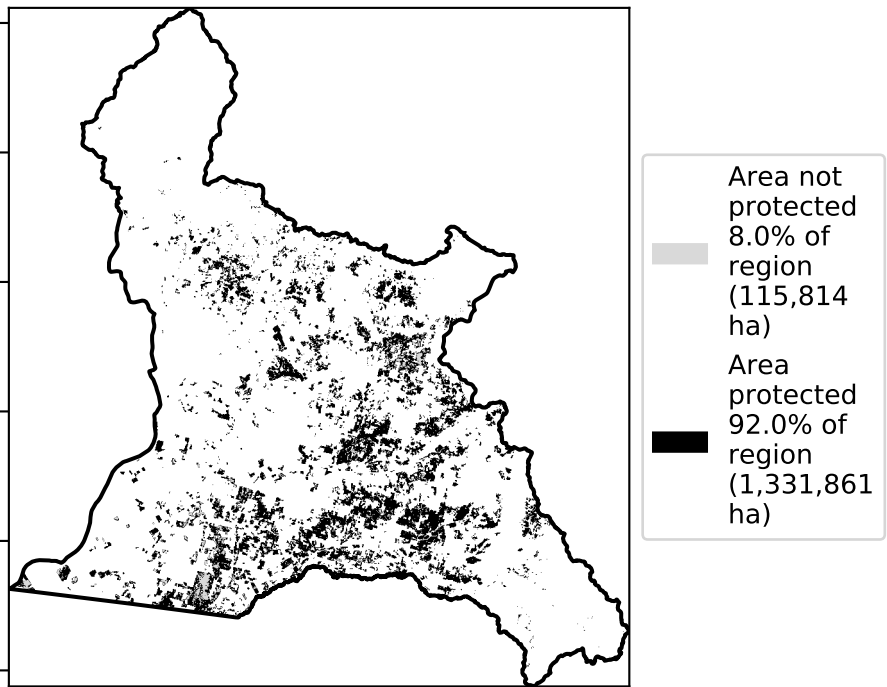 Area not
protected
8.0% of
region
(115,814
ha)
Area
protected
92.0% of
region
(1,331,861
ha)